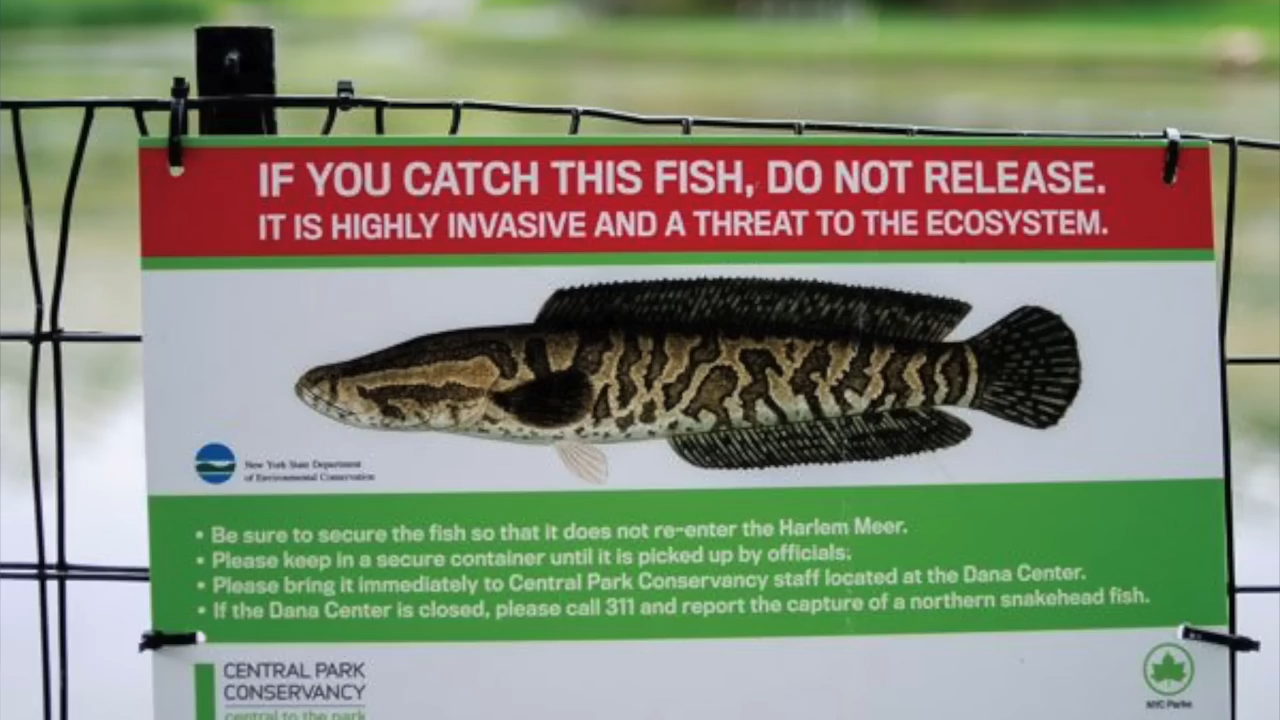 IF YOU CATCH THIS FISH, DO NOT RELEASE.
IT IS HIGHLY INVASIVE AND A THREAT TO THE ECOSYSTEM.
New York State Department
of Environmental Conservation
• Be sure to secure the fish so that it does not re-enter the Harlem Meer.
• Please keep in a secure container until it is picked up by officials.
• Please bring it immediately to Central Park Conservancy staff located at the Dana Center.
• If the Dana Center is closed, please call 311 and report the capture of a northern snakehead fish.
CENTRAL PARK
CONSERVANCY
central to the park
NYC Parks